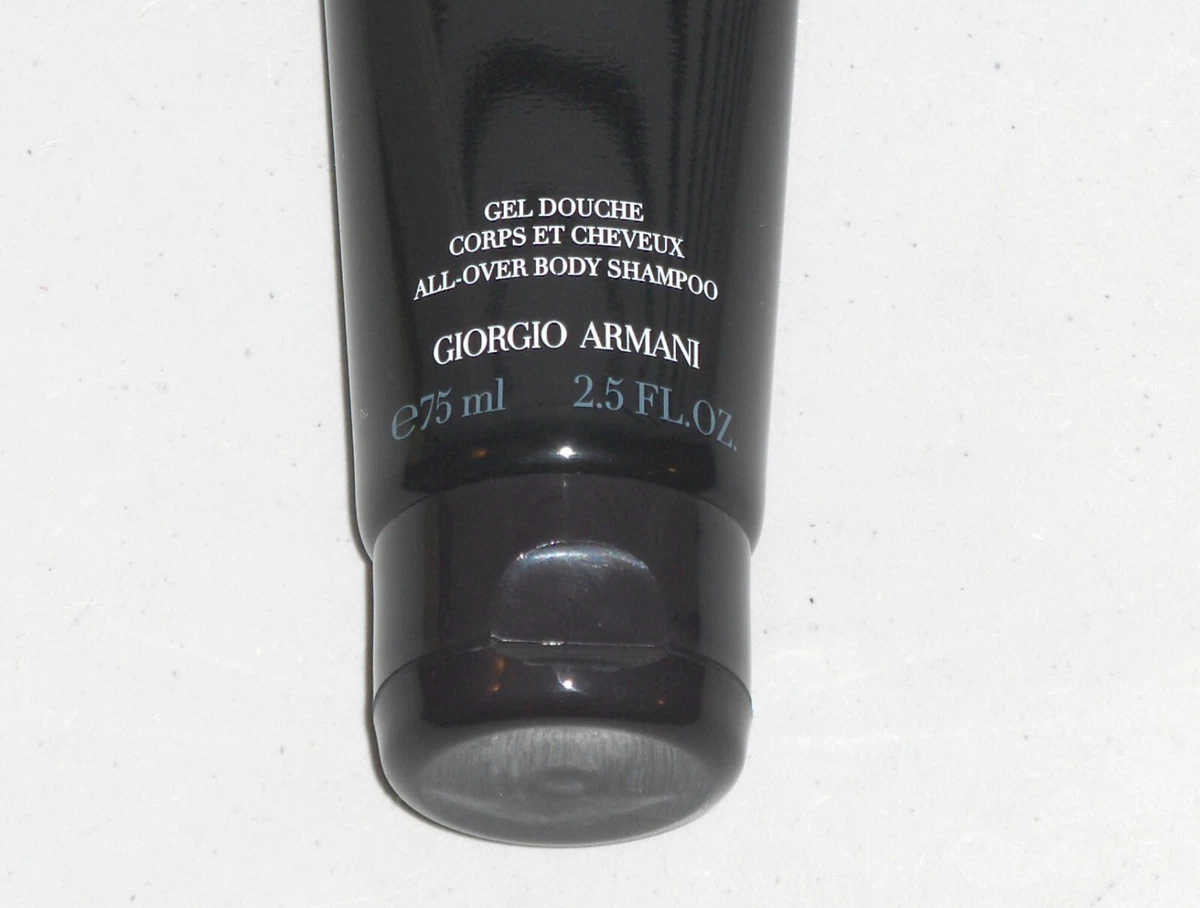 GEL DOUCHE
CORPS ET CHEVEUX
ALL-OVER BODY SHAMPOO
GIORGIO ARMANI
℮75 ml 2.5 FL.OZ.